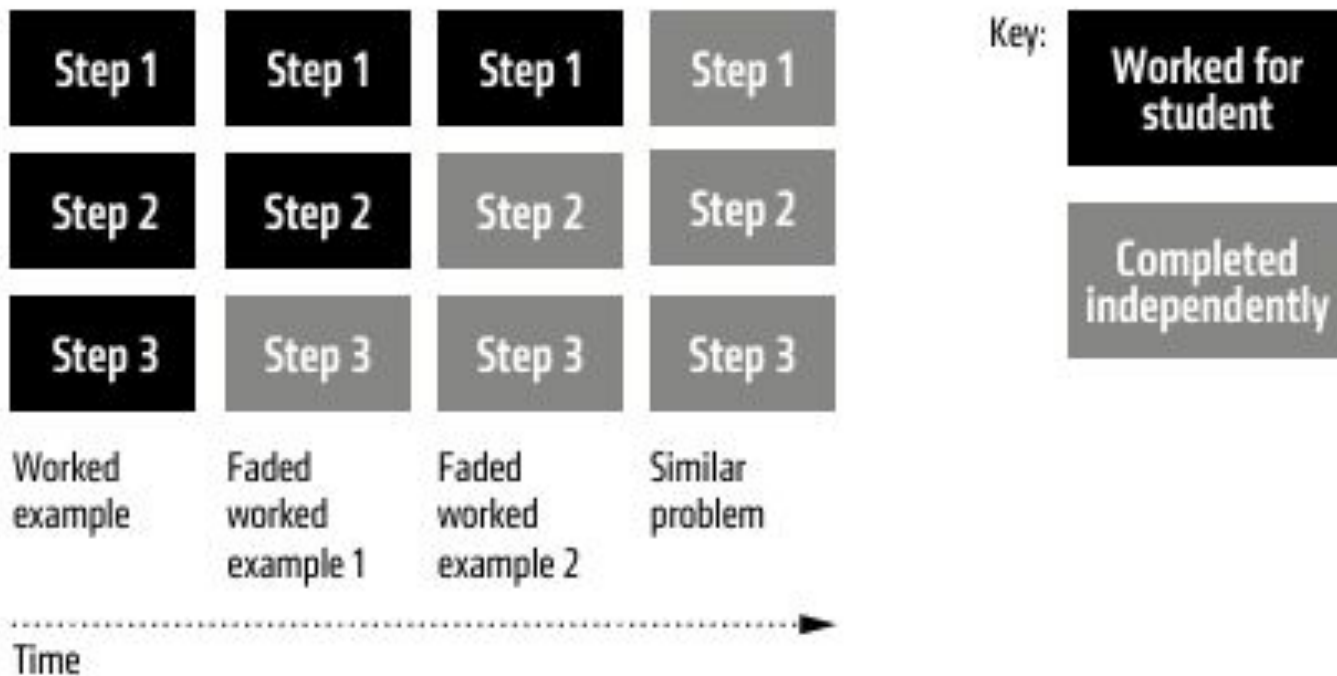 Step 1
Step 1
Step 1
Step 1
Step 2
Step 2
Step 2
Step 2
Step 3
Step 3
Step 3
Step 3
Worked
example
Faded
worked
example 1
Faded
worked
example 2
Similar
problem
Time
Key:
Worked for
student
Completed
independently